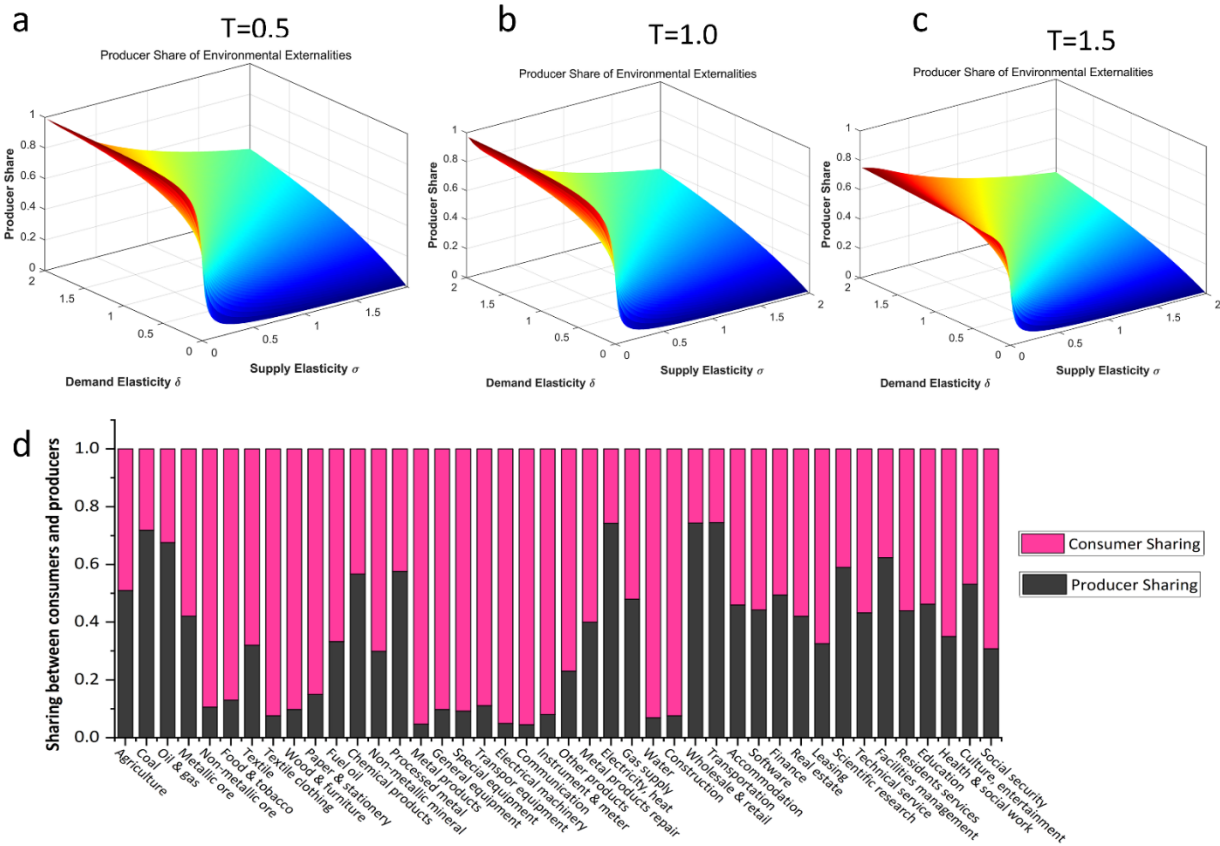 a
T=0.5
Producer Share of Environmental Externalities
1
0.8
0.6
0.4
0.2
0
Producer Share
2
1.5
1
0.5
0
Demand Elasticity δ
0
0.5
1
1.5
Supply Elasticity σ
b
T=1.0
Producer Share of Environmental Externalities
1
0.8
0.6
0.4
0.2
0
Producer Share
2
1.5
1
0.5
0
Demand Elasticity δ
0
0.5
1
1.5
2
Supply Elasticity σ
c
T=1.5
Producer Share of Environmental Externalities
1
0.8
0.6
0.4
0.2
0
Producer Share
2
1.5
1
0.5
0
Demand Elasticity δ
0
0.5
1
1.5
2
Supply Elasticity σ
d
Sharing between consumers and producers
1.0
0.8
0.6
0.4
0.2
0.0
Agriculture
Coal
Oil & gas
Metallic ore
Non-metallic ore
Food & tobacco
Textile
Textile clothing
Wood & furniture
Paper & stationery
Fuel oil
Chemical products
Non-metallic mineral
Processed metal
Metal products
General equipment
Special equipment
Transpor equipment
Electrical machinery
Communication
Instrument & meter
Other products
Metal products repair
Electricity, heat
Gas supply
Water
Construction
Wholesale & retail
Transportation
Accommodation
Software
Finance
Real estate
Leasing
Scientific research
Technical service
Facilities management
Residents services
Education
Health & social work
Culture, entertainment
Social security
Consumer Sharing
Producer Sharing